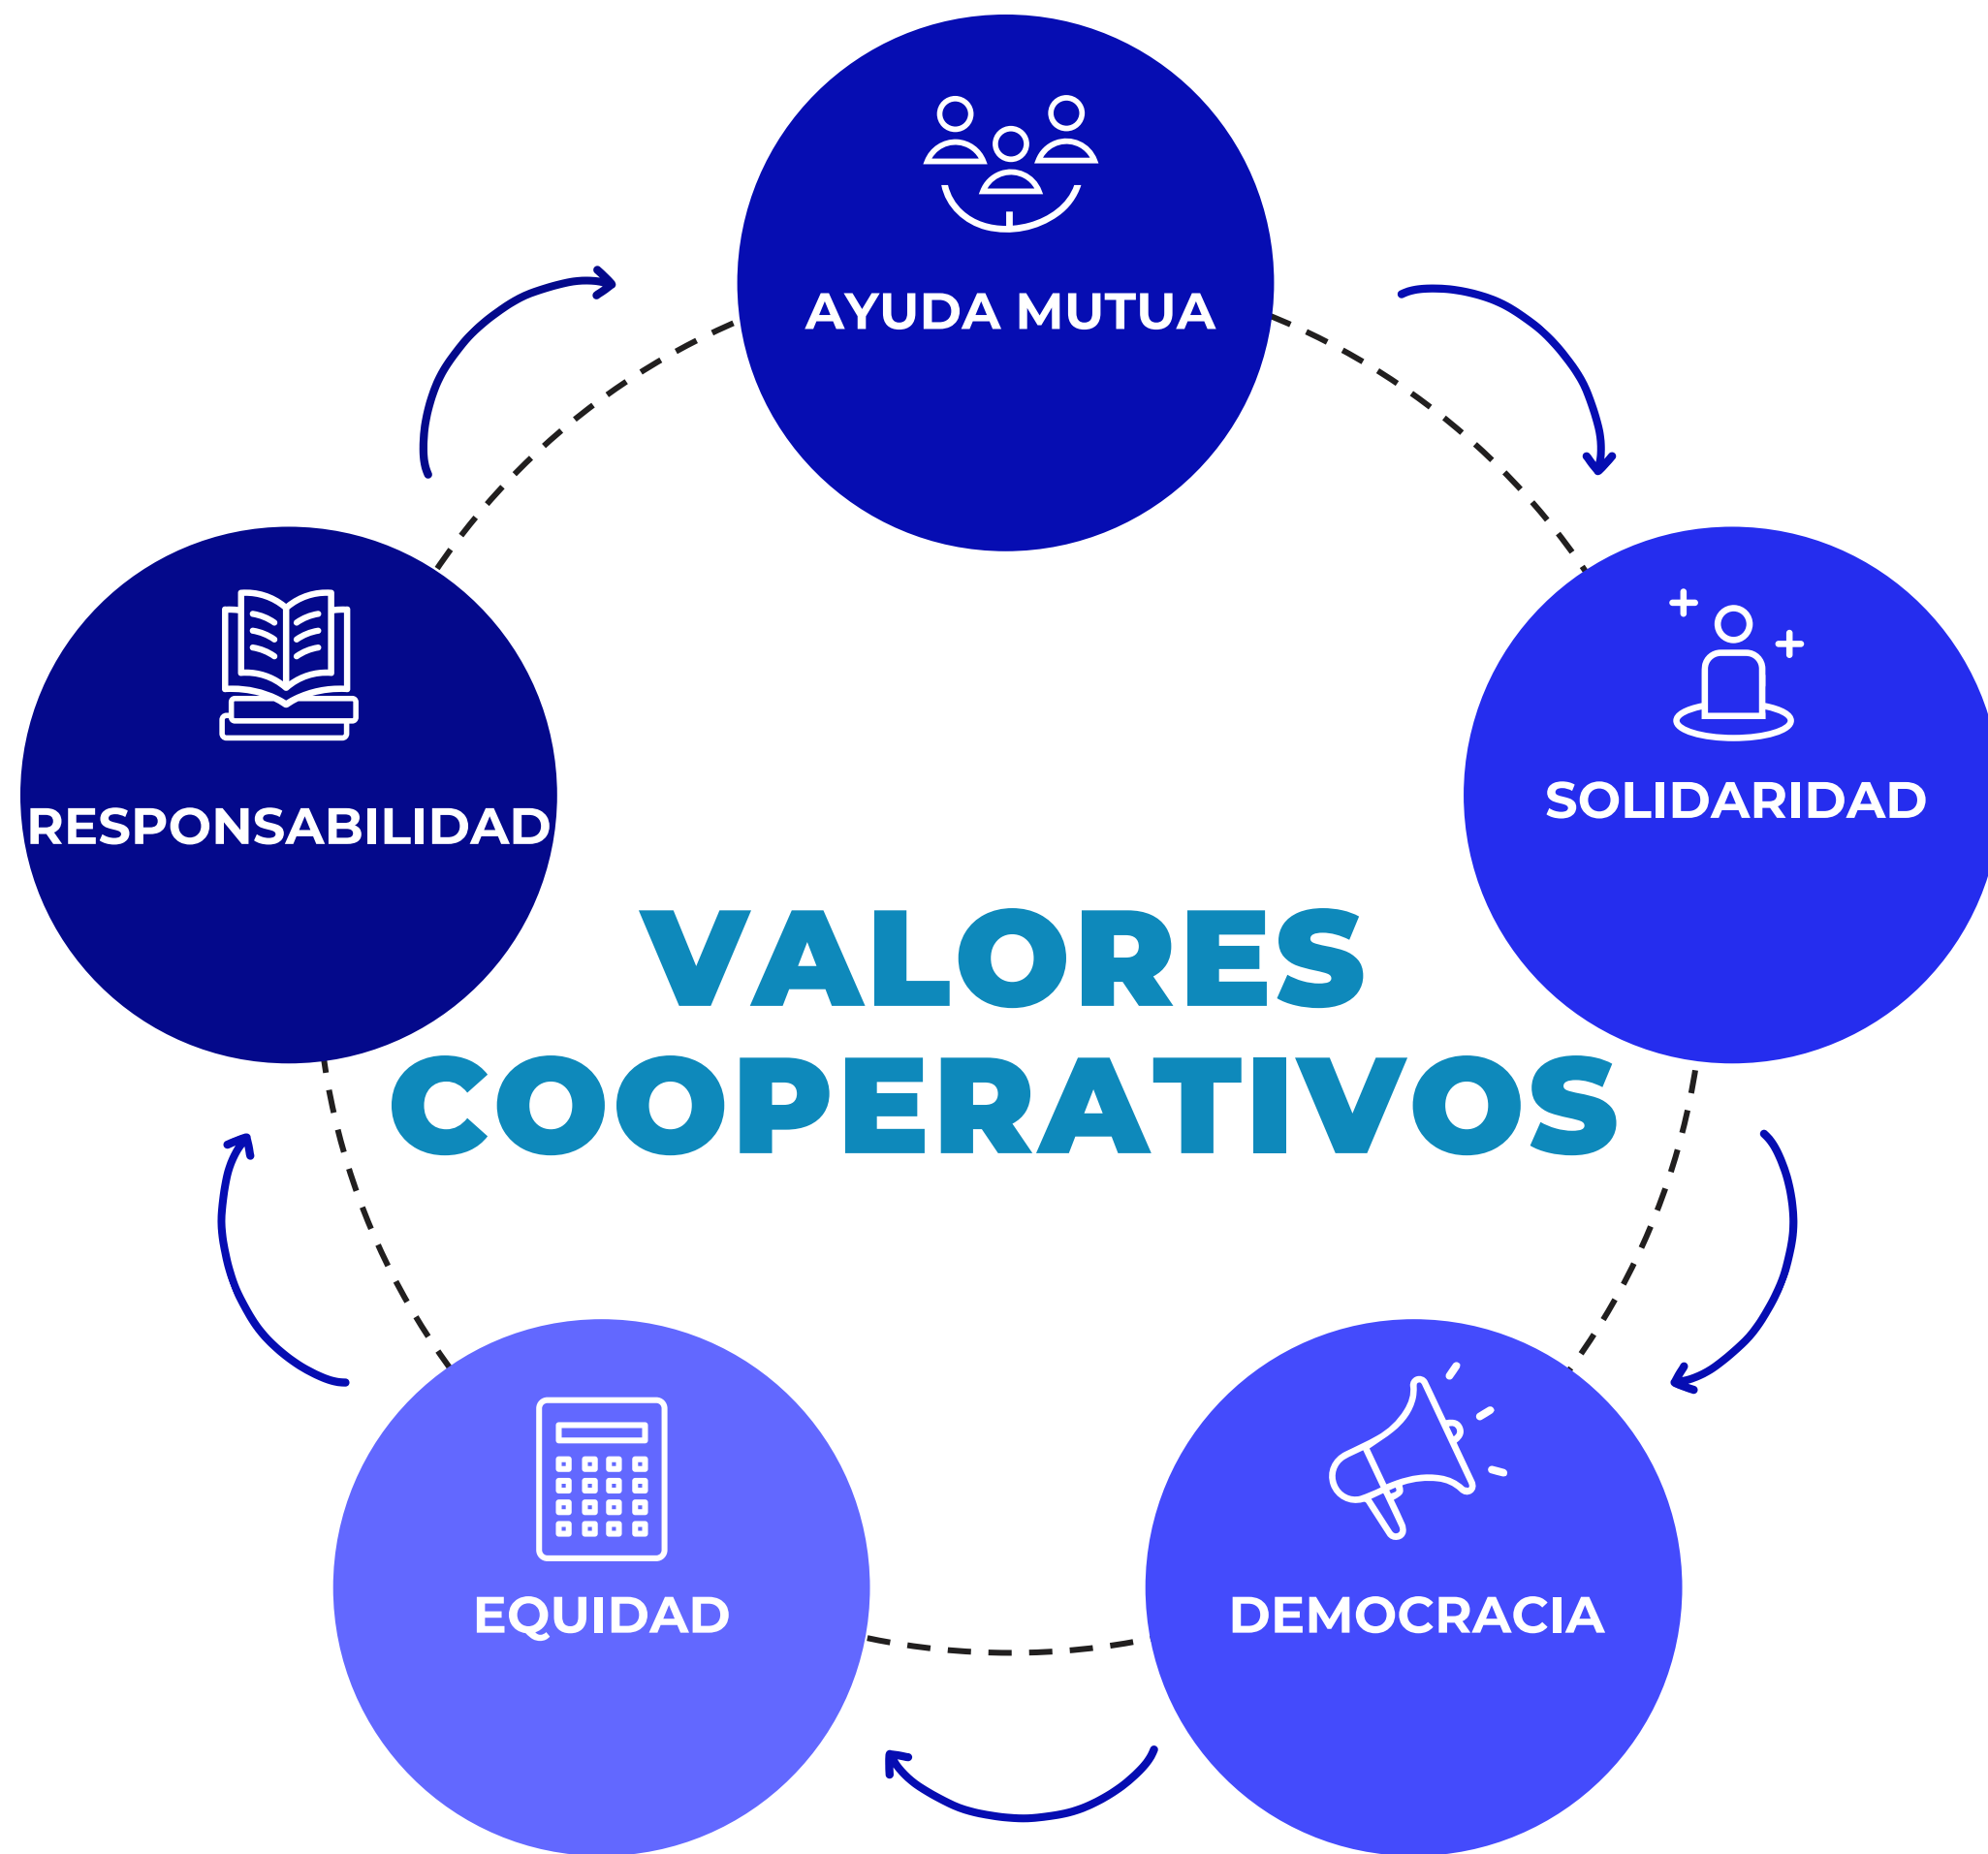 AYUDA MUTUA
RESPONSABILIDAD
SOLIDARIDAD
VALORES
COOPERATIVOS
EQUIDAD
DEMOCRACIA